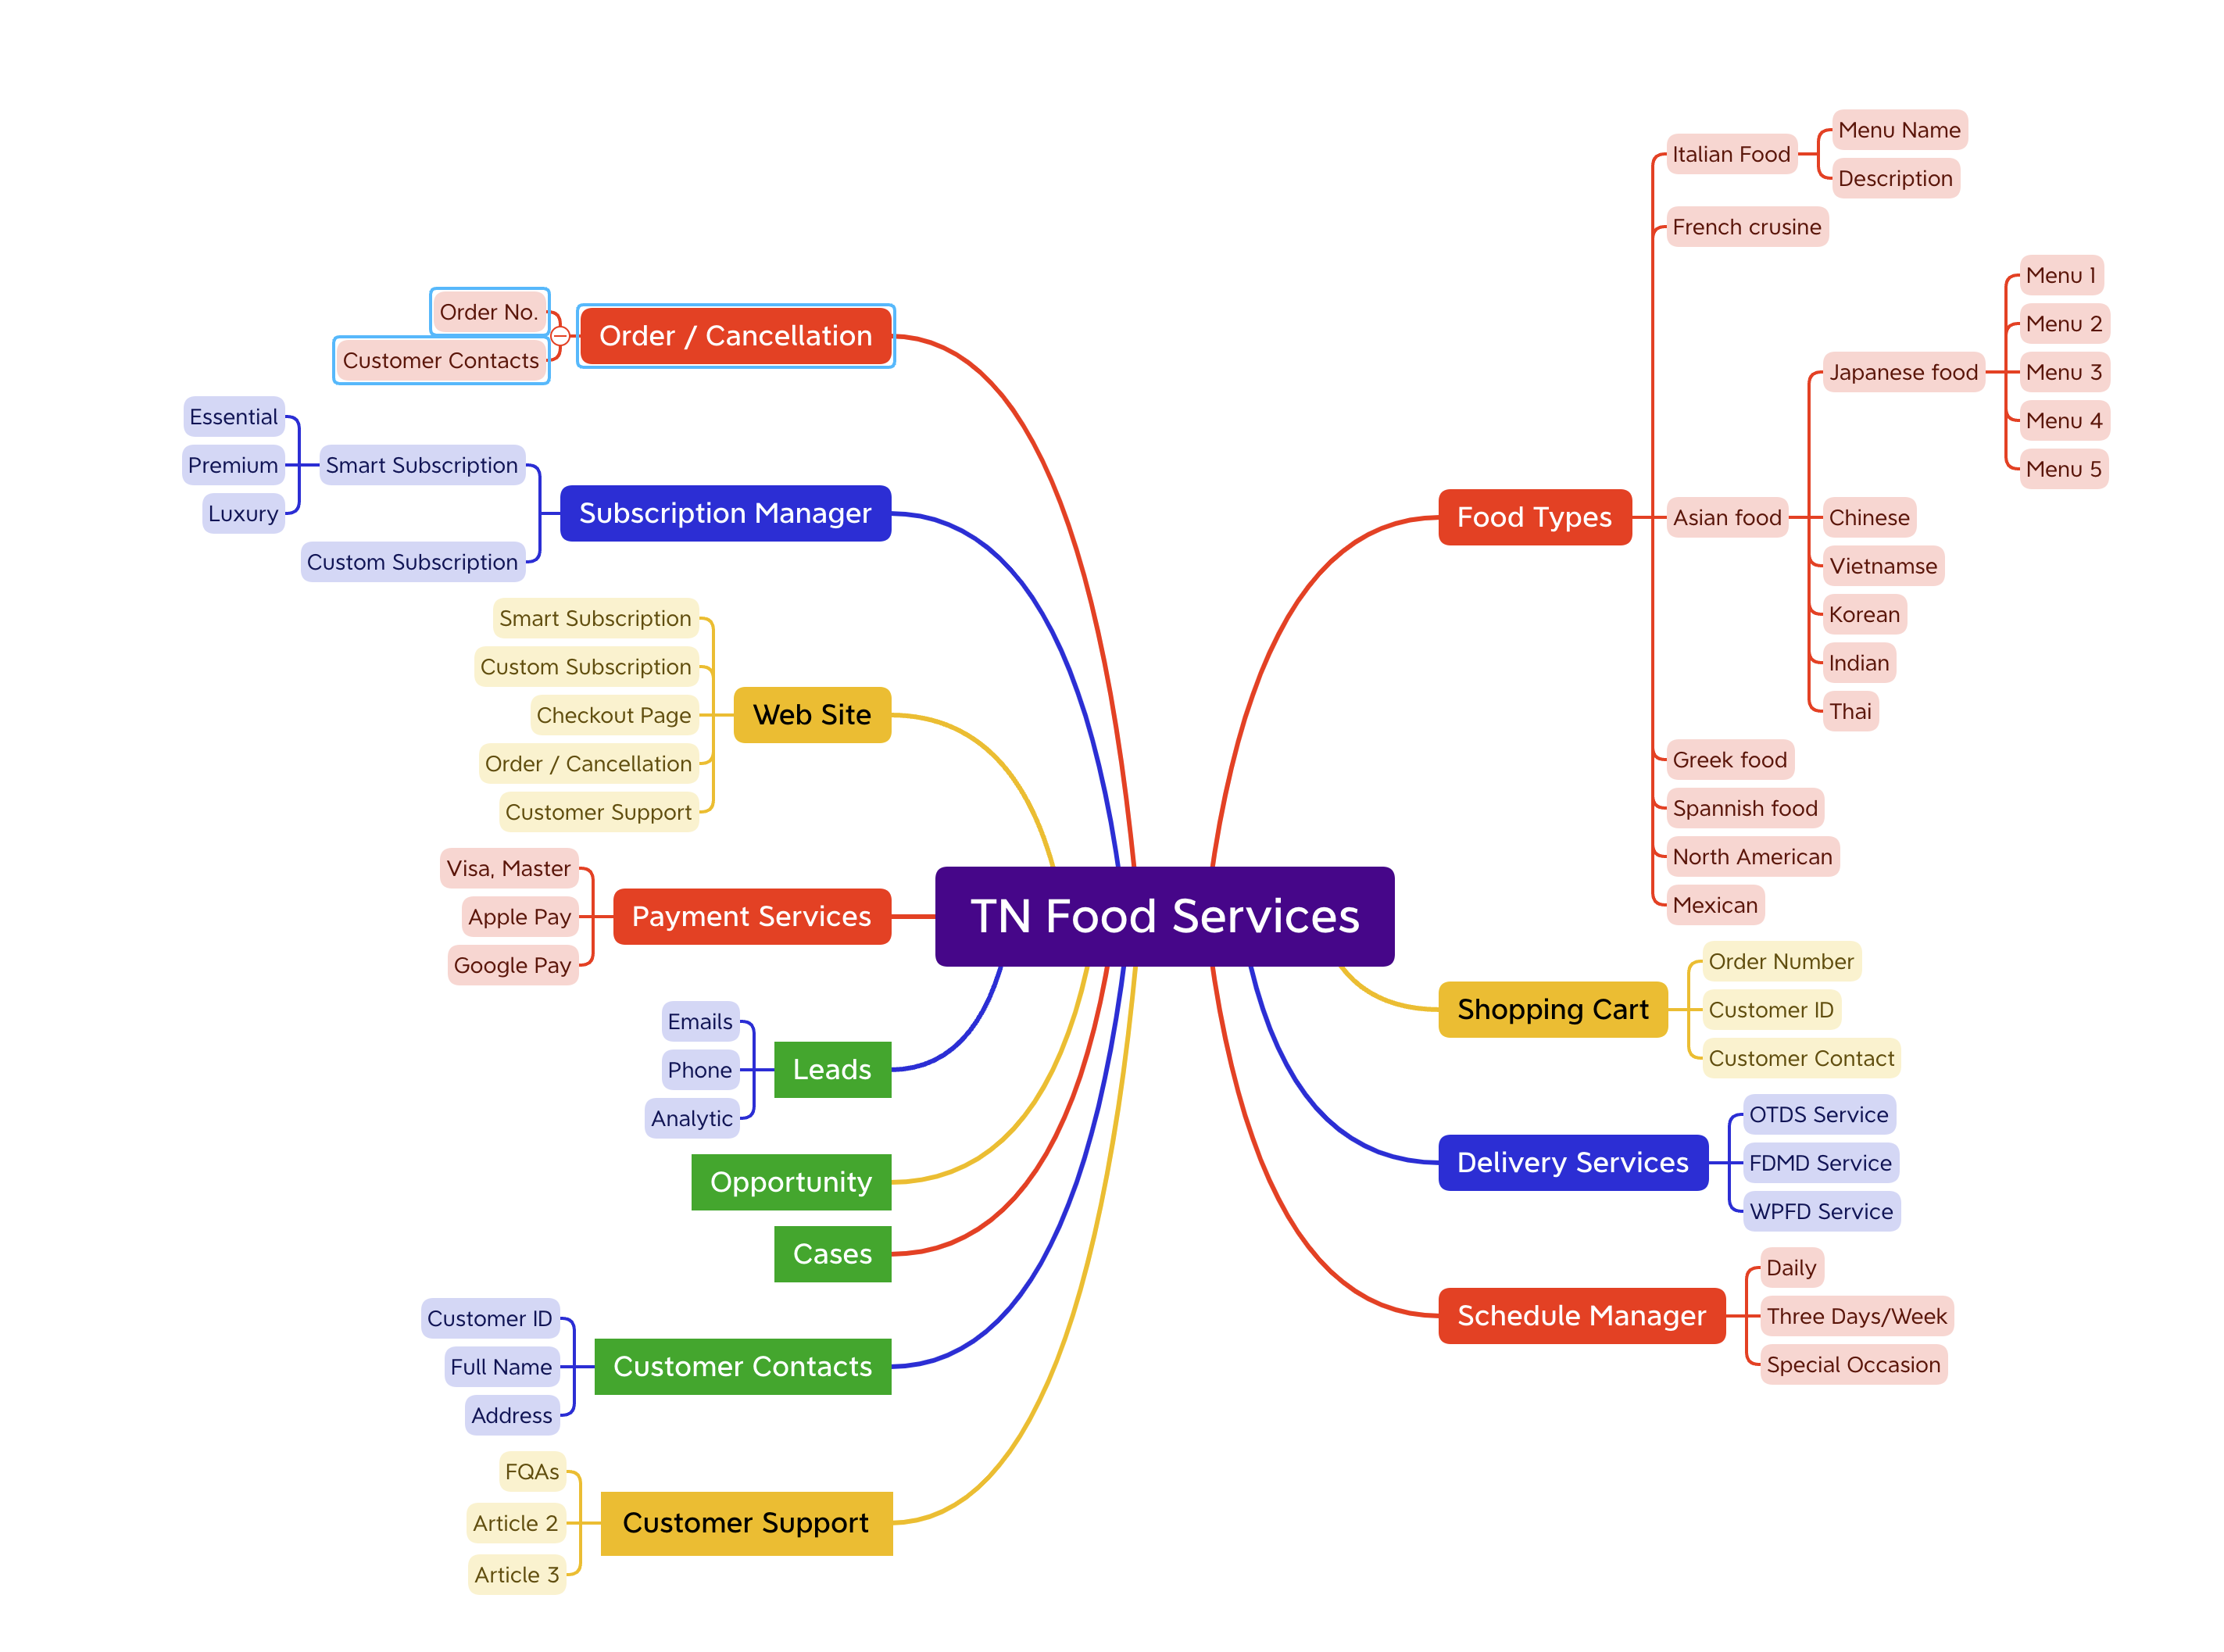 TN Food Services
Order / Cancellation
Order No.
Customer Contacts
Subscription Manager
Smart Subscription
Essential
Premium
Luxury
Custom Subscription
Web Site
Smart Subscription
Custom Subscription
Checkout Page
Order / Cancellation
Customer Support
Payment Services
Visa, Master
Apple Pay
Google Pay
Leads
Emails
Phone
Analytic
Opportunity
Cases
Customer Contacts
Customer ID
Full Name
Address
Customer Support
FQAs
Article 2
Article 3
Food Types
Italian Food
Menu Name
Description
French crusine
Asian food
Japanese food
Menu 1
Menu 2
Menu 3
Menu 4
Menu 5
Chinese
Vietnamse
Korean
Indian
Thai
Greek food
Spannish food
North American
Mexican
Shopping Cart
Order Number
Customer ID
Customer Contact
Delivery Services
OTDS Service
FDMD Service
WPFD Service
Schedule Manager
Daily
Three Days/Week
Special Occasion